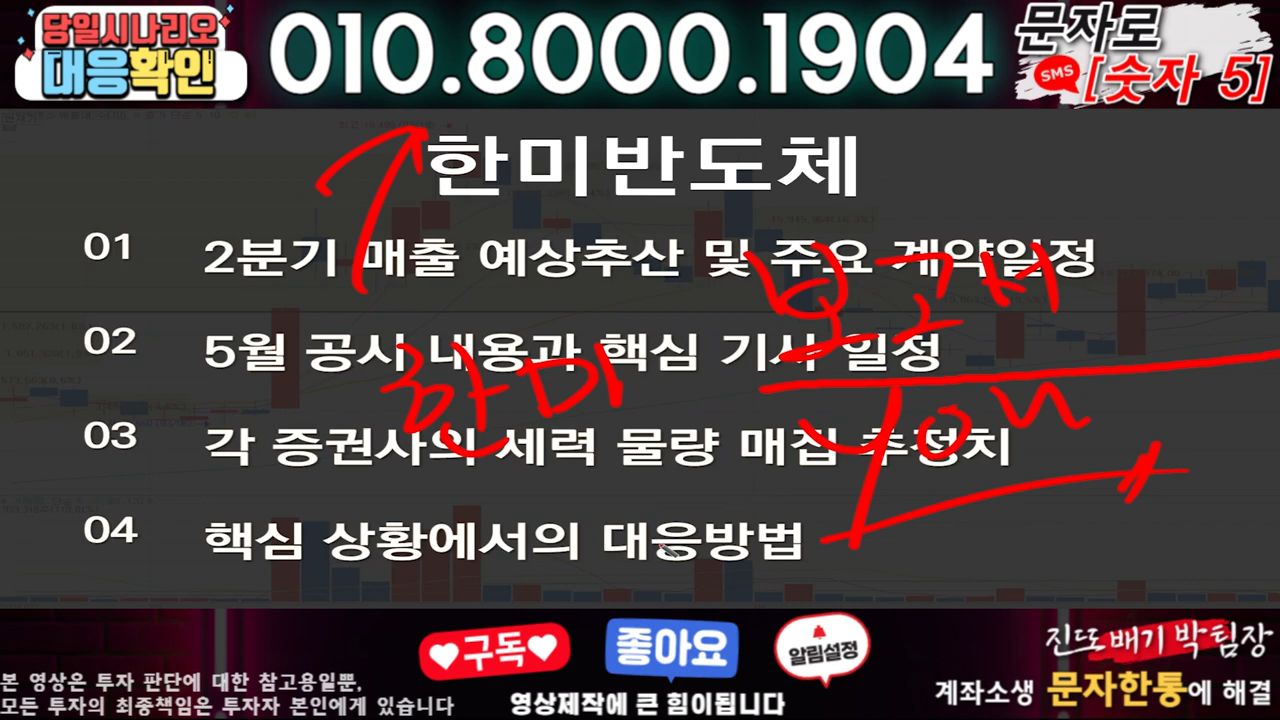 당일시나리오
대응확인
010.8000.1904
문자로
SMS
[숫자 5]
한미반도체
01 2분기 매출 예상추산 및 주요 계약일정
보고서
02 5월 공시 내용과 핵심 기사 일정
한미
you
03 각 증권사의 세력 물량 매집 추정치
04 핵심 상황에서의 대응방법
구독
좋아요
알림설정
영상제작에 큰 힘이됩니다
본 영상은 투자 판단에 대한 참고용일뿐,
모든 투자의 최종책임은 투자자 본인에게 있습니다
진또배기 박팀장
계좌소생 문자한통에 해결